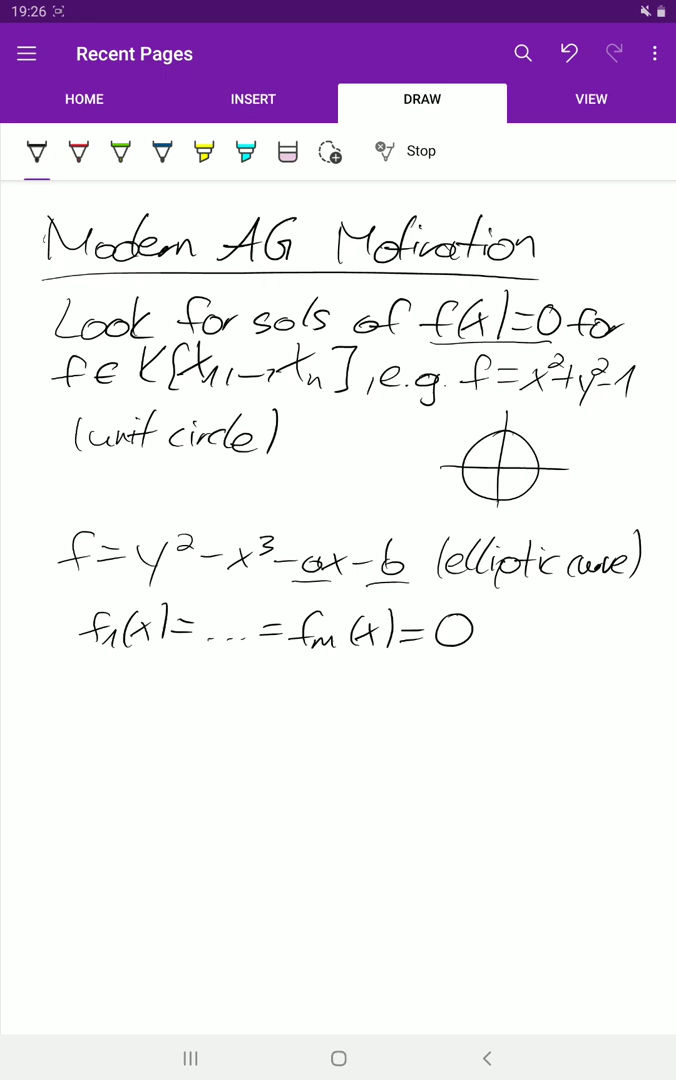 19:26
Recent Pages
HOME INSERT DRAW VIEW
Stop
Modern AG Motivation
Look for sols of f(x)=0 for
f∈K[x₁,...,xₙ], e.g. f=x²+y²-1
(unit circle)
f=y²-x³-ax-b (elliptic curve)
f₁(x)=...=fₘ(x)=0